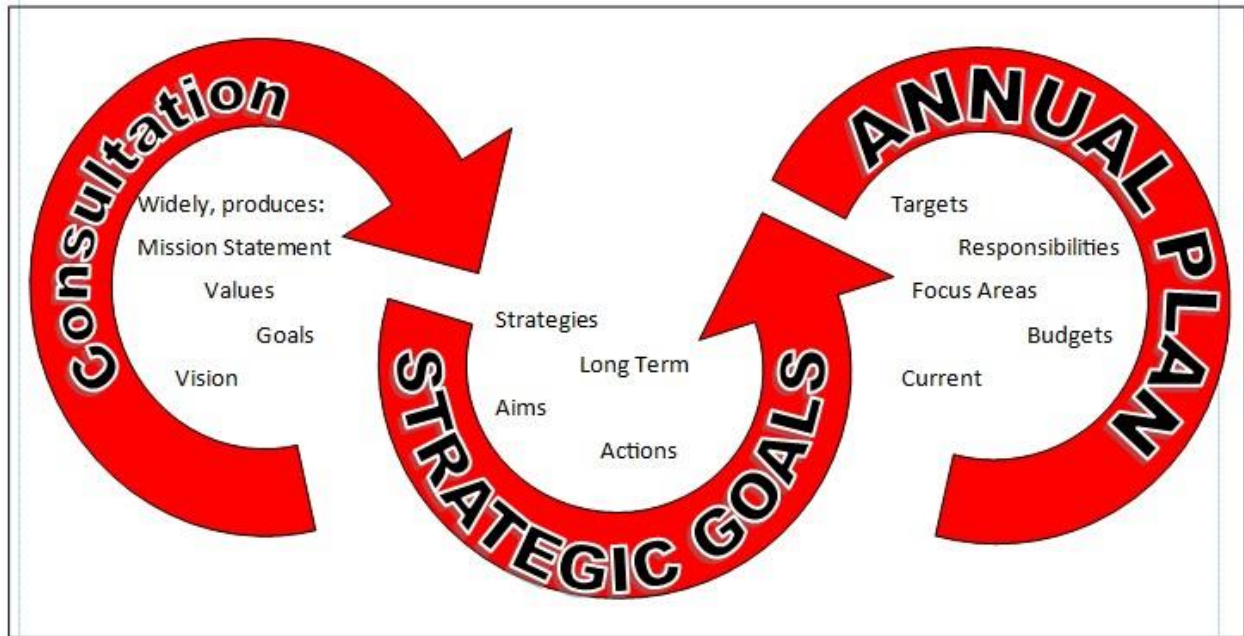 Consultation
Widely, produces:
Mission Statement
Values
Goals
Vision
STRATEGIC GOALS
Strategies
Long Term
Aims
Actions
ANNUAL PLAN
Targets
Responsibilities
Focus Areas
Budgets
Current